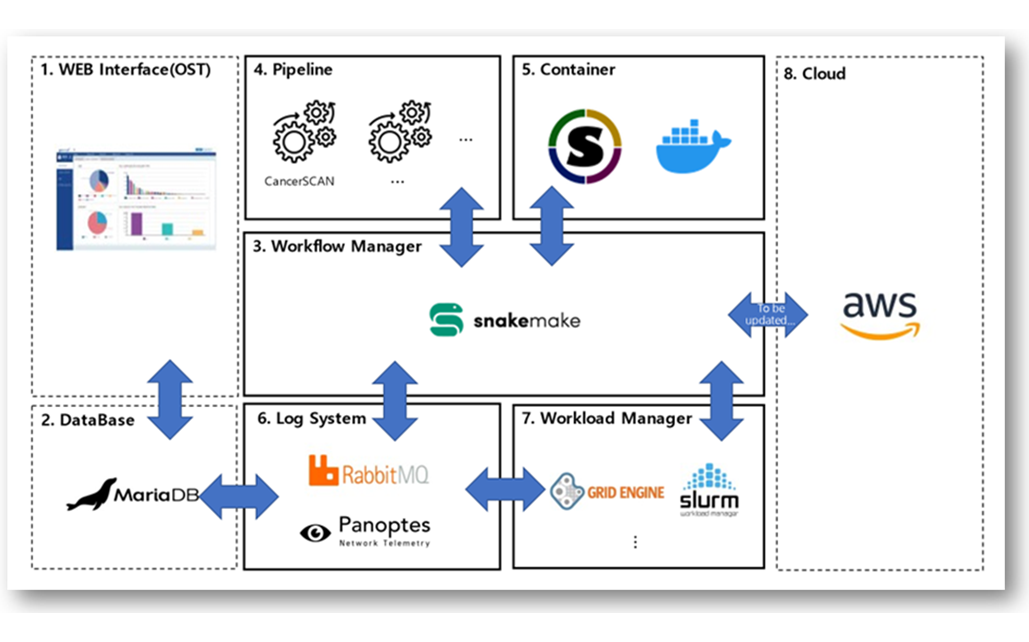 1. WEB Interface(OST)
4. Pipeline
CancerSCAN
...
...
5. Container
S
8. Cloud
aws
3. Workflow Manager
snakemake
To be
updated...
2. DataBase
MariaDB
6. Log System
RabbitMQ
Panoptes
Network Telemetry
7. Workload Manager
GRID ENGINE
slurm
workload manager
⋮